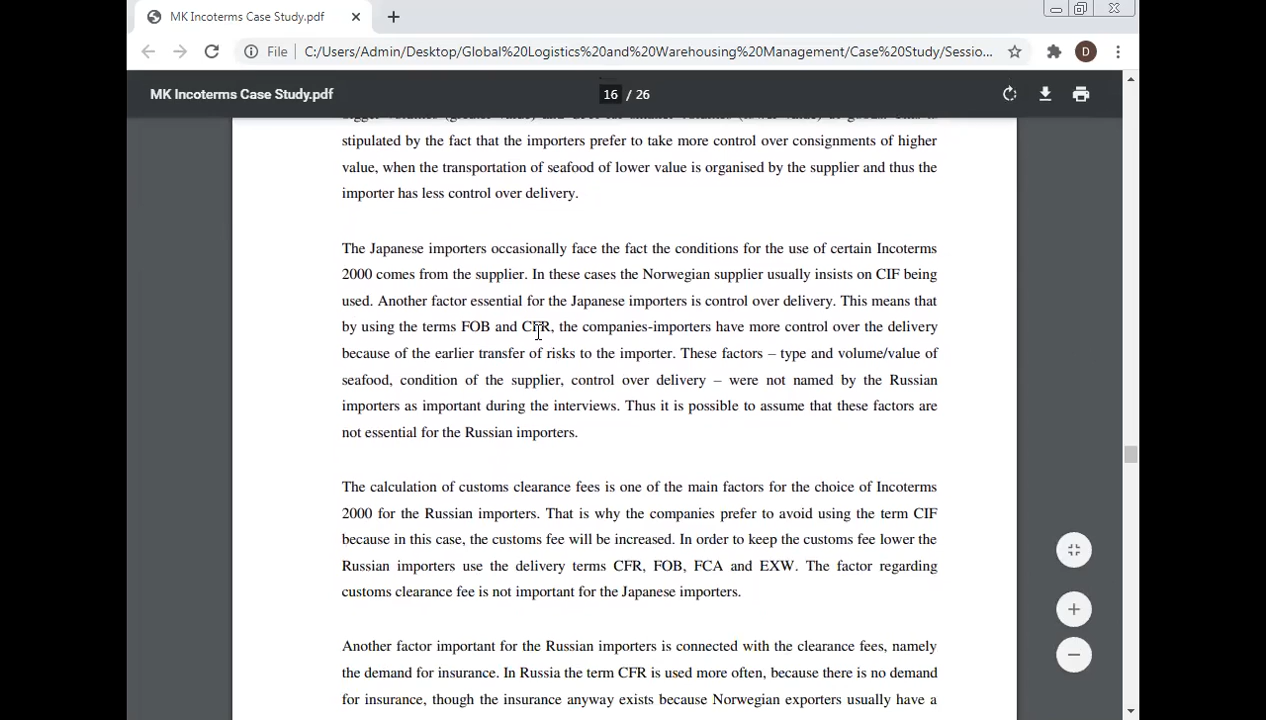 MK Incoterms Case Study.pdf
File
C:/Users/Admin/Desktop/Global%20Logistics%20and%20Warehousing%20Management/Case%20Study/Sessio...
D
MK Incoterms Case Study.pdf
16 / 26
stipulated by the fact that the importers prefer to take more control over consignments of higher
value, when the transportation of seafood of lower value is organised by the supplier and thus the
importer has less control over delivery.
The Japanese importers occasionally face the fact the conditions for the use of certain Incoterms
2000 comes from the supplier. In these cases the Norwegian supplier usually insists on CIF being
used. Another factor essential for the Japanese importers is control over delivery. This means that
by using the terms FOB and CFR, the companies-importers have more control over the delivery
because of the earlier transfer of risks to the importer. These factors – type and volume/value of
seafood, condition of the supplier, control over delivery – were not named by the Russian
importers as important during the interviews. Thus it is possible to assume that these factors are
not essential for the Russian importers.
The calculation of customs clearance fees is one of the main factors for the choice of Incoterms
2000 for the Russian importers. That is why the companies prefer to avoid using the term CIF
because in this case, the customs fee will be increased. In order to keep the customs fee lower the
Russian importers use the delivery terms CFR, FOB, FCA and EXW. The factor regarding
customs clearance fee is not important for the Japanese importers.
Another factor important for the Russian importers is connected with the clearance fees, namely
the demand for insurance. In Russia the term CFR is used more often, because there is no demand
for insurance, though the insurance anyway exists because Norwegian exporters usually have a